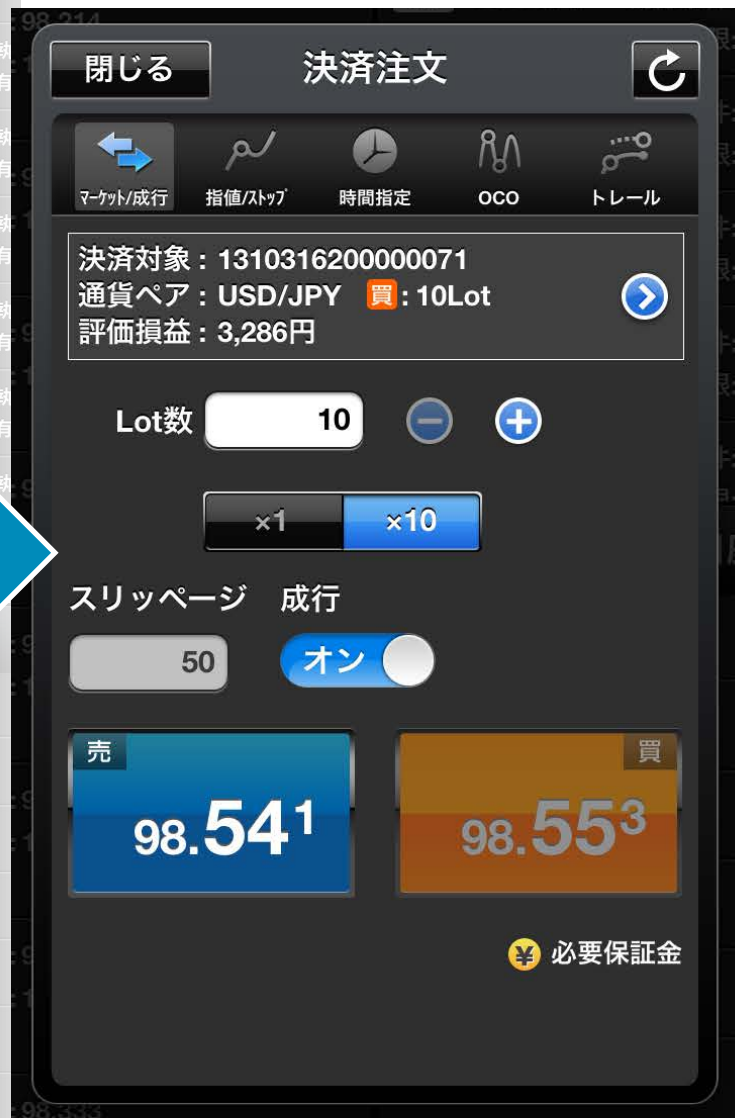 98.214
閉じる 決済注文
マーケット/成行 指値/ストップ 時間指定 OCO トレール
決済対象 : 1310316200000071
通貨ペア : USD/JPY 買 : 10Lot
評価損益 : 3,286円
Lot数 10
×1 ×10
スリッページ 成行
50 オン
売 買
98.541 98.553
¥ 必要保証金
98.333